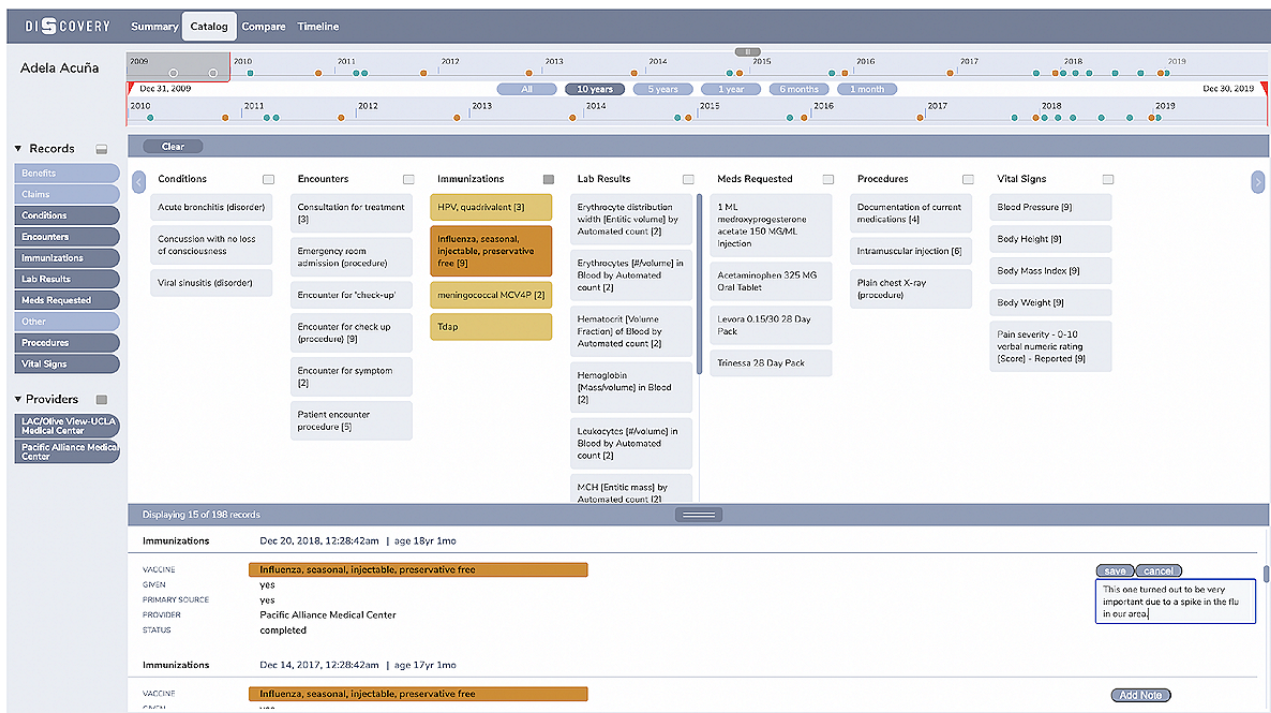 DISCOVERY Summary Catalog Compare Timeline
Adela Acuña
2009 2010 2011 2012 2013 2014 2015 2016 2017 2018 2019
Dec 31, 2009 All 10 years 5 years 1 year 6 months 1 month Dec 30, 2019
2010 2011 2012 2013 2014 2015 2016 2017 2018 2019
Clear
Records
Benefits
Claims
Conditions
Encounters
Immunizations
Lab Results
Meds Requested
Other
Procedures
Vital Signs
Providers
LAC/Olive View-UCLA
Medical Center
Pacific Alliance Medical
Center
Conditions
Acute bronchitis (disorder)
Concussion with no loss
of consciousness
Viral sinusitis (disorder)
Encounters
Consultation for treatment
[3]
Emergency room
admission (procedure)
Encounter for 'check-up'
Encounter for check up
(procedure) [9]
Encounter for symptom
[2]
Patient encounter
procedure [5]
Immunizations
HPV, quadrivalent [3]
Influenza, seasonal,
injectable, preservative
free [9]
meningococcal MCV4P [2]
Tdap
Lab Results
Erythrocyte distribution
width [Entitic volume] by
Automated count [2]
Erythrocytes [#/volume] in
Blood by Automated
count [2]
Hematocrit [Volume
Fraction] of Blood by
Automated count [2]
Hemoglobin
[Mass/volume] in Blood
[2]
Leukocytes [#/volume] in
Blood by Automated
count [2]
MCH [Entitic mass] by
Automated count [2]
Meds Requested
1 ML
medroxyprogesterone
acetate 150 MG/ML
Injection
Acetaminophen 325 MG
Oral Tablet
Levora 0.15/30 28 Day
Pack
Trinessa 28 Day Pack
Procedures
Documentation of current
medications [4]
Intramuscular injection [6]
Plain chest X-ray
(procedure)
Vital Signs
Blood Pressure [9]
Body Height [9]
Body Mass Index [9]
Body Weight [9]
Pain severity - 0-10
verbal numeric rating
[Score] - Reported [9]
Displaying 15 of 198 records
Immunizations Dec 20, 2018, 12:28:42am | age 18yr 1mo
VACCINE Influenza, seasonal, injectable, preservative free
GIVEN yes
PRIMARY SOURCE yes
PROVIDER Pacific Alliance Medical Center
STATUS completed
save cancel
This one turned out to be very
important due to a spike in the flu
in our area.
Immunizations Dec 14, 2017, 12:28:42am | age 17yr 1mo
VACCINE Influenza, seasonal, injectable, preservative free Add Note
GIVEN yes